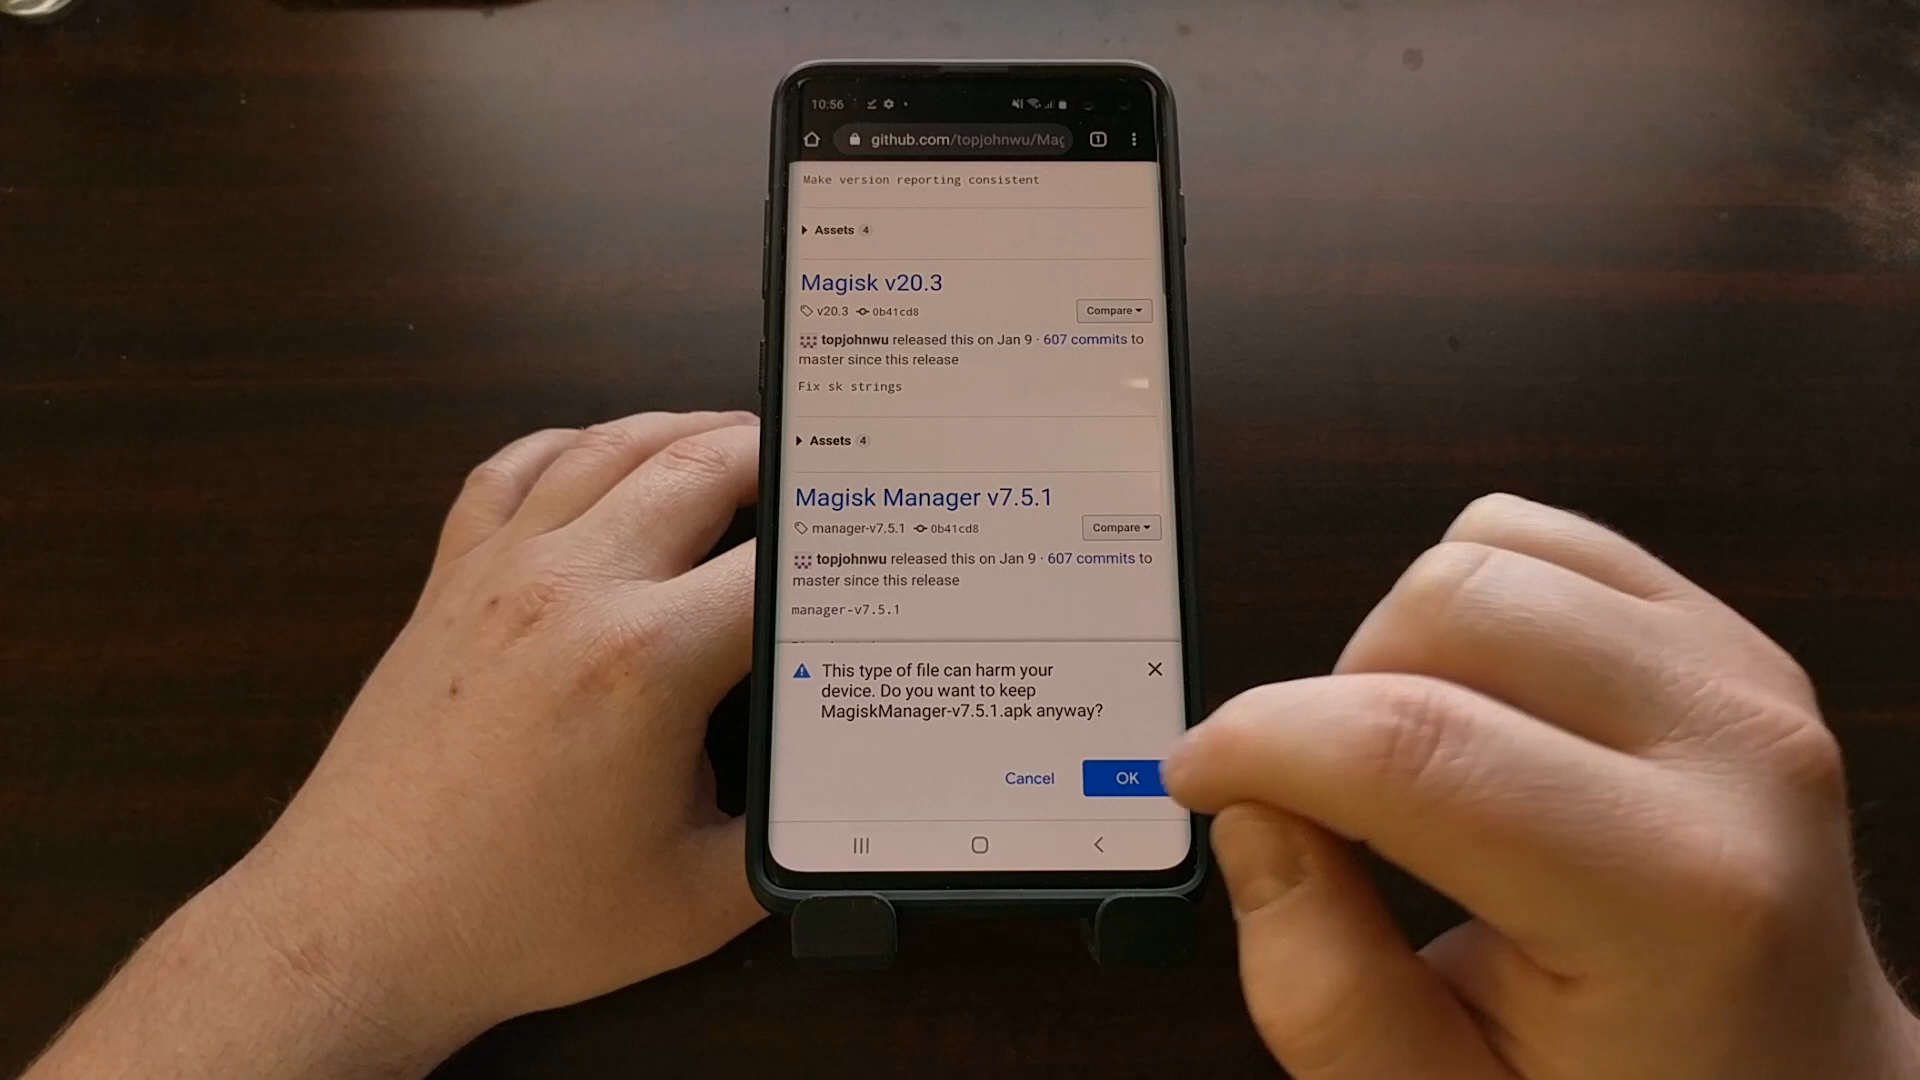 10:56
github.com/topjohnwu/Mag
1
Make version reporting consistent
Assets 4
Magisk v20.3
v20.3 0b41cd8
Compare
topjohnwu released this on Jan 9 · 607 commits to
master since this release
Fix sk strings
Assets 4
Magisk Manager v7.5.1
manager-v7.5.1 0b41cd8
Compare
topjohnwu released this on Jan 9 · 607 commits to
master since this release
manager-v7.5.1
This type of file can harm your
device. Do you want to keep
MagiskManager-v7.5.1.apk anyway?
Cancel OK